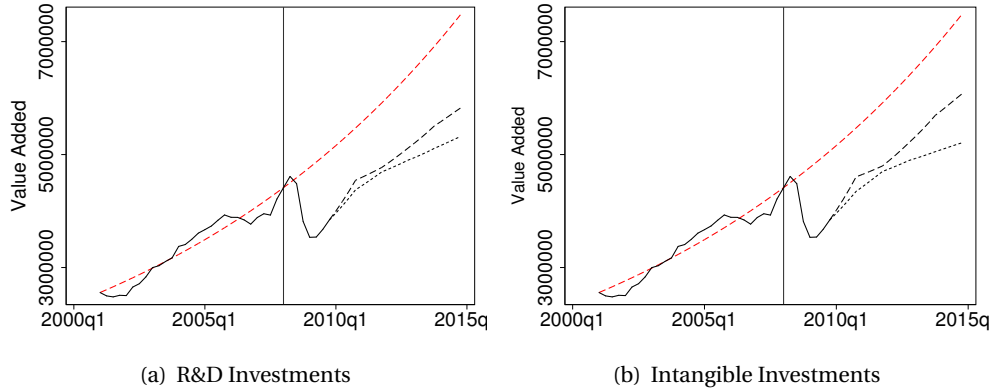 Value Added
3000000 5000000 7000000
2000q1 2005q1 2010q1 2015q
(a) R&D Investments
Value Added
3000000 5000000 7000000
2000q1 2005q1 2010q1 2015q
(b) Intangible Investments